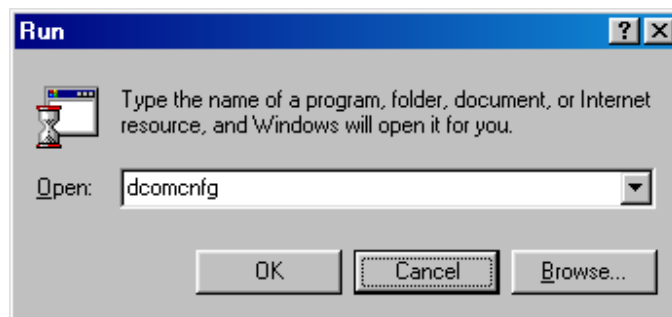 Run
Type the name of a program, folder, document, or Internet
resource, and Windows will open it for you.
Open: dcomcnfg
OK Cancel Browse...